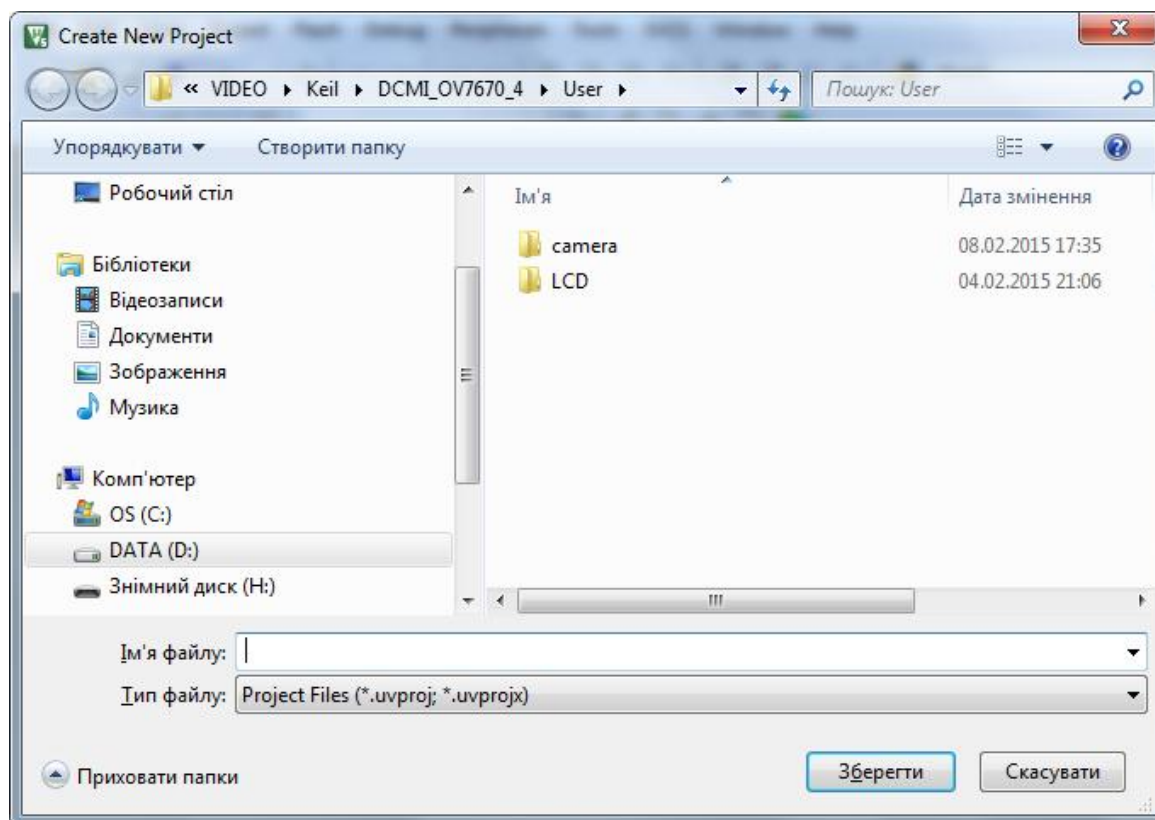 Create New Project
« VIDEO ▸ Keil ▸ DCMI_OV7670_4 ▸ User ▸
Пошук: User
Упорядкувати ▼ Створити папку
Робочий стіл
Бібліотеки
Відеозаписи
Документи
Зображення
Музика
Комп'ютер
OS (C:)
DATA (D:)
Знімний диск (H:)
Ім'я Дата змінення
camera 08.02.2015 17:35
LCD 04.02.2015 21:06
Ім'я файлу:
Тип файлу: Project Files (*.uvproj; *.uvprojx)
Приховати папки
Зберегти Скасувати